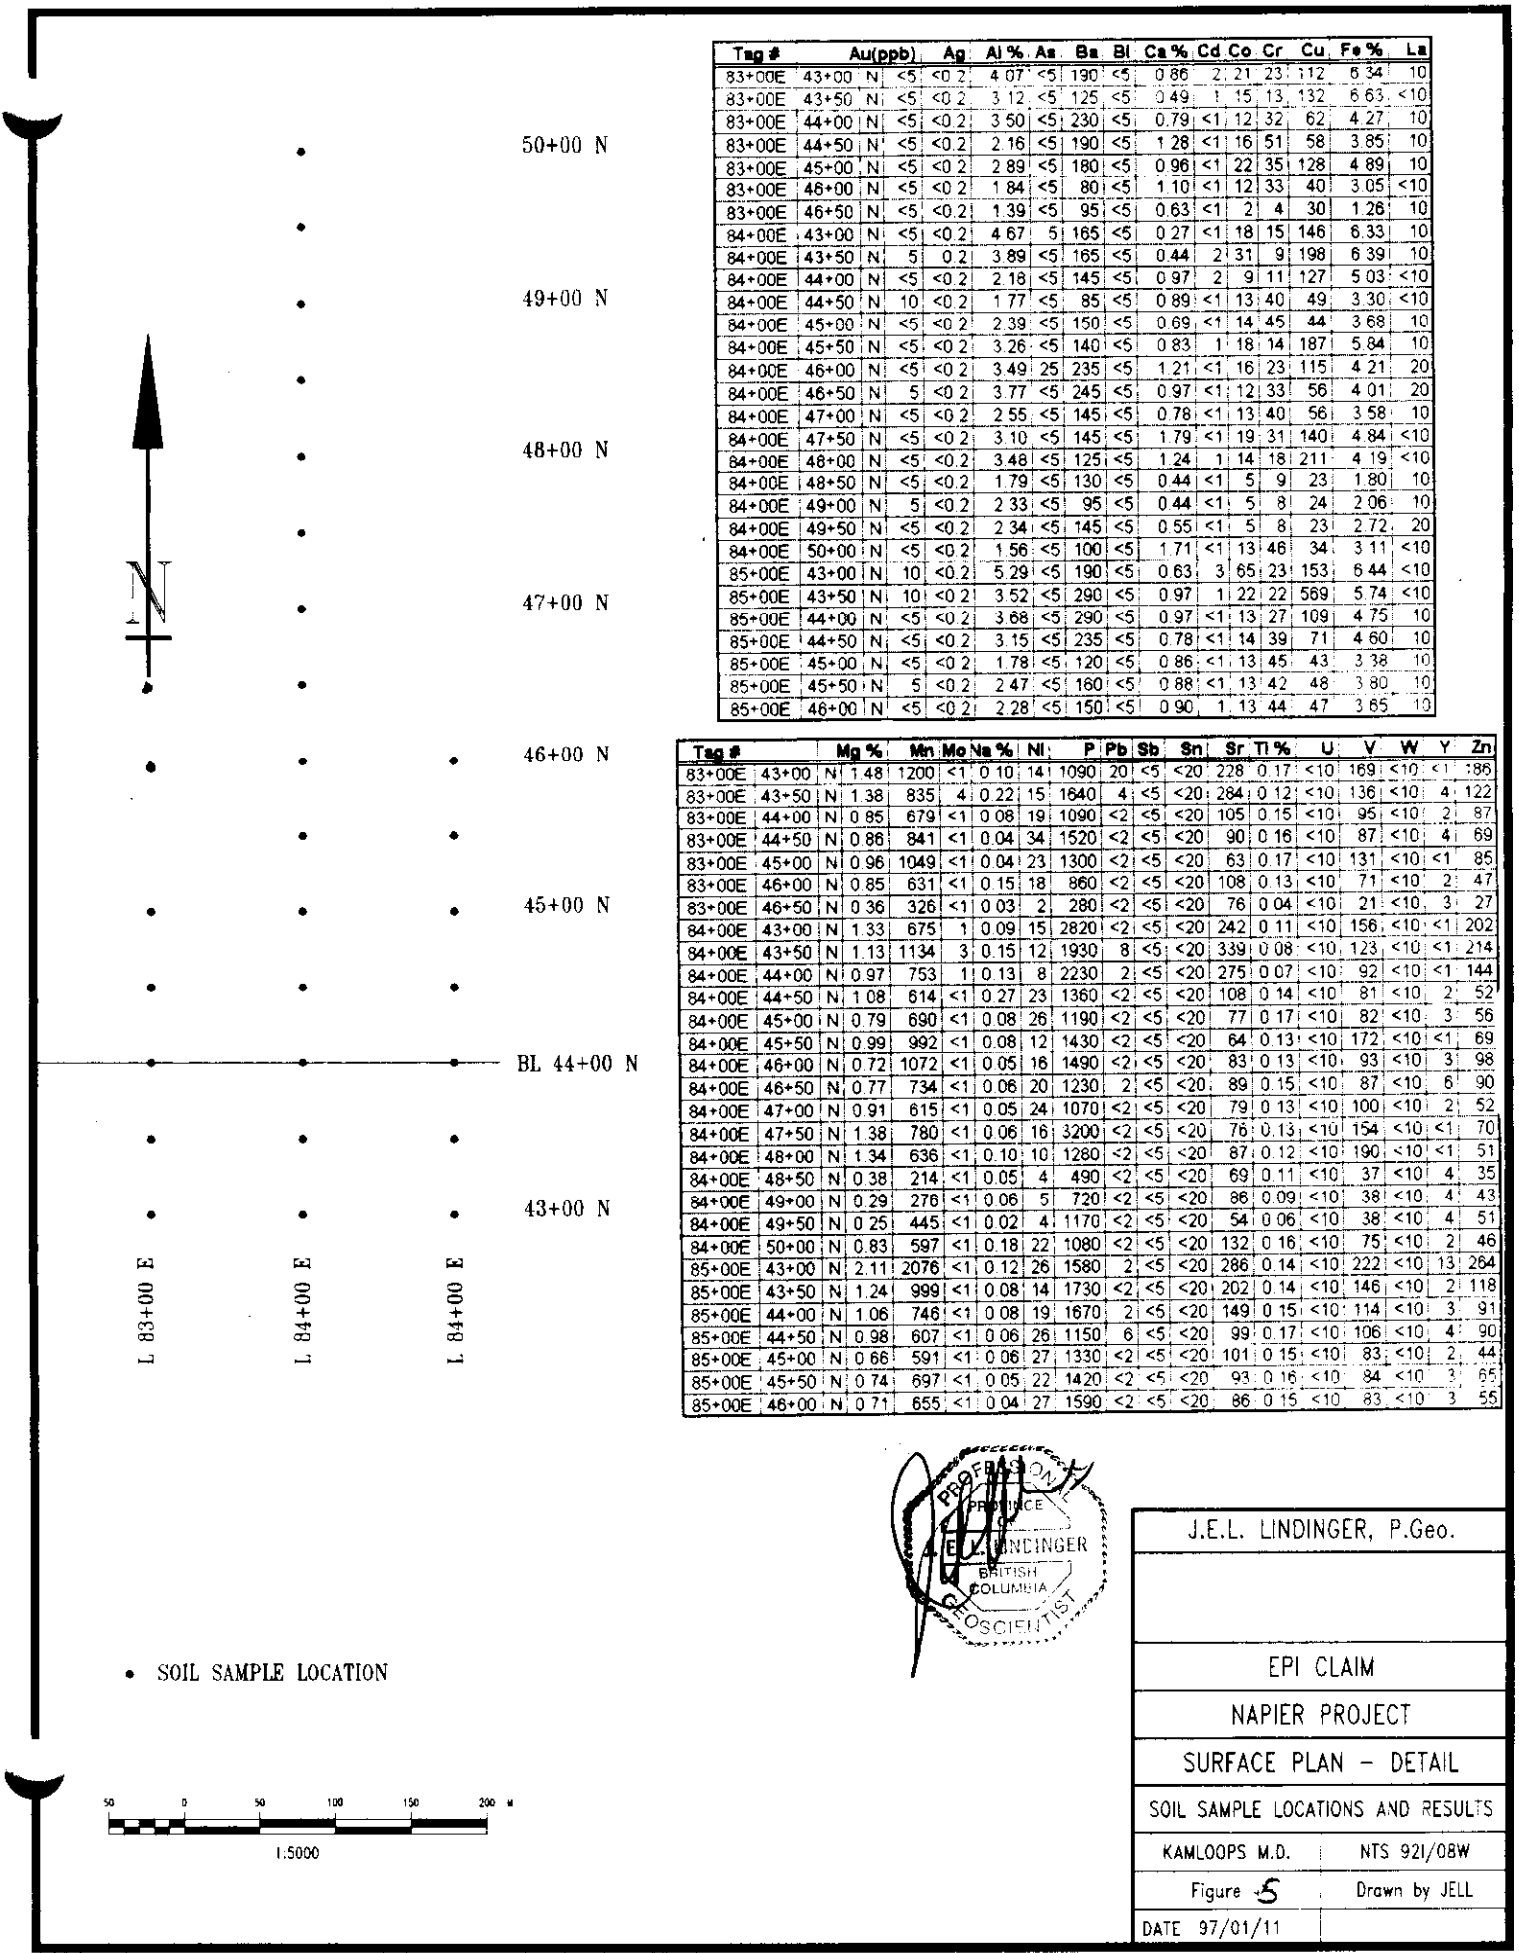 50+00 N
49+00 N
48+00 N
N
47+00 N
46+00 N
45+00 N
BL 44+00 N
43+00 N
L 83+00 E
L 84+00 E
L 84+00 E
Tag # Au(ppb) Ag Al % As Ba Bi Ca % Cd Co Cr Cu Fe % La
83+00E 43+00 N <5 <0.2 4.07 <5 190 <5 0.86 2 21 23 112 6.34 10
83+00E 43+50 N <5 <0.2 3.12 <5 125 <5 0.49 1 15 13 132 6.63 <10
83+00E 44+00 N <5 <0.2 3.50 <5 230 <5 0.79 <1 12 32 62 4.27 10
83+00E 44+50 N <5 <0.2 2.16 <5 190 <5 1.28 <1 16 51 58 3.85 10
83+00E 45+00 N <5 <0.2 2.89 <5 180 <5 0.96 <1 22 35 128 4.89 10
83+00E 46+00 N <5 <0.2 1.84 <5 80 <5 1.10 <1 12 33 40 3.05 <10
83+00E 46+50 N <5 <0.2 1.39 <5 95 <5 0.63 <1 2 4 30 1.26 10
84+00E 43+00 N <5 <0.2 4.67 5 165 <5 0.27 <1 18 15 146 6.33 10
84+00E 43+50 N 5 0.2 3.89 <5 165 <5 0.44 2 31 9 198 6.39 10
84+00E 44+00 N <5 <0.2 2.18 <5 145 <5 0.97 2 9 11 127 5.03 <10
84+00E 44+50 N 10 <0.2 1.77 <5 85 <5 0.89 <1 13 40 49 3.30 <10
84+00E 45+00 N <5 <0.2 2.39 <5 150 <5 0.69 <1 14 45 44 3.68 10
84+00E 45+50 N <5 <0.2 3.26 <5 140 <5 0.83 1 18 14 187 5.84 10
84+00E 46+00 N <5 <0.2 3.49 25 235 <5 1.21 <1 16 23 115 4.21 20
84+00E 46+50 N 5 <0.2 3.77 <5 245 <5 0.97 <1 12 33 56 4.01 20
84+00E 47+00 N <5 <0.2 2.55 <5 145 <5 0.78 <1 13 40 56 3.58 10
84+00E 47+50 N <5 <0.2 3.10 <5 145 <5 1.79 <1 19 31 140 4.84 <10
84+00E 48+00 N <5 <0.2 3.48 <5 125 <5 1.24 1 14 18 211 4.19 <10
84+00E 48+50 N <5 <0.2 1.79 <5 130 <5 0.44 <1 5 9 23 1.80 10
84+00E 49+00 N 5 <0.2 2.33 <5 95 <5 0.44 <1 5 8 24 2.06 10
84+00E 49+50 N <5 <0.2 2.34 <5 145 <5 0.55 <1 5 8 23 2.72 20
84+00E 50+00 N <5 <0.2 1.56 <5 100 <5 1.71 <1 13 46 34 3.11 <10
85+00E 43+00 N 10 <0.2 5.29 <5 190 <5 0.63 3 65 23 153 6.44 <10
85+00E 43+50 N 10 <0.2 3.52 <5 290 <5 0.97 1 22 22 569 5.74 <10
85+00E 44+00 N <5 <0.2 3.68 <5 290 <5 0.97 <1 13 27 109 4.75 10
85+00E 44+50 N <5 <0.2 3.15 <5 235 <5 0.78 <1 14 39 71 4.60 10
85+00E 45+00 N <5 <0.2 1.78 <5 120 <5 0.86 <1 13 45 43 3.38 10
85+00E 45+50 N 5 <0.2 2.47 <5 160 <5 0.88 <1 13 42 48 3.80 10
85+00E 46+00 N <5 <0.2 2.28 <5 150 <5 0.90 1 13 44 47 3.65 10
Tag # Mg % Mn Mo Na % Ni P Pb Sb Sn Sr Ti % U V W Y Zn
83+00E 43+00 N 1.48 1200 <1 0.10 14 1090 20 <5 <20 228 0.17 <10 169 <10 <1 186
83+00E 43+50 N 1.38 835 4 0.22 15 1640 4 <5 <20 284 0.12 <10 136 <10 4 122
83+00E 44+00 N 0.85 679 <1 0.08 19 1090 <2 <5 <20 105 0.15 <10 95 <10 2 87
83+00E 44+50 N 0.86 841 <1 0.04 34 1520 <2 <5 <20 90 0.16 <10 87 <10 4 69
83+00E 45+00 N 0.96 1049 <1 0.04 23 1300 <2 <5 <20 63 0.17 <10 131 <10 <1 85
83+00E 46+00 N 0.85 631 <1 0.15 18 860 <2 <5 <20 108 0.13 <10 71 <10 2 47
83+00E 46+50 N 0.36 326 <1 0.03 2 280 <2 <5 <20 76 0.04 <10 21 <10 3 27
84+00E 43+00 N 1.33 675 1 0.09 15 2820 <2 <5 <20 242 0.11 <10 156 <10 <1 202
84+00E 43+50 N 1.13 1134 3 0.15 12 1930 8 <5 <20 339 0.08 <10 123 <10 <1 214
84+00E 44+00 N 0.97 753 1 0.13 8 2230 2 <5 <20 275 0.07 <10 92 <10 <1 144
84+00E 44+50 N 1.08 614 <1 0.27 23 1360 <2 <5 <20 108 0.14 <10 81 <10 2 52
84+00E 45+00 N 0.79 690 <1 0.08 26 1190 <2 <5 <20 77 0.17 <10 82 <10 3 56
84+00E 45+50 N 0.99 992 <1 0.08 12 1430 <2 <5 <20 64 0.13 <10 172 <10 <1 69
84+00E 46+00 N 0.72 1072 <1 0.05 16 1490 <2 <5 <20 83 0.13 <10 93 <10 3 98
84+00E 46+50 N 0.77 734 <1 0.06 20 1230 2 <5 <20 89 0.15 <10 87 <10 6 90
84+00E 47+00 N 0.91 615 <1 0.05 24 1070 <2 <5 <20 79 0.13 <10 100 <10 2 52
84+00E 47+50 N 1.38 780 <1 0.06 16 3200 <2 <5 <20 76 0.13 <10 154 <10 <1 70
84+00E 48+00 N 1.34 636 <1 0.10 10 1280 <2 <5 <20 87 0.12 <10 190 <10 <1 51
84+00E 48+50 N 0.38 214 <1 0.05 4 490 <2 <5 <20 69 0.11 <10 37 <10 4 35
84+00E 49+00 N 0.29 276 <1 0.06 5 720 <2 <5 <20 86 0.09 <10 38 <10 4 43
84+00E 49+50 N 0.25 445 <1 0.02 4 1170 <2 <5 <20 54 0.06 <10 38 <10 4 51
84+00E 50+00 N 0.83 597 <1 0.18 22 1080 <2 <5 <20 132 0.16 <10 75 <10 2 46
85+00E 43+00 N 2.11 2076 <1 0.12 26 1580 2 <5 <20 286 0.14 <10 222 <10 13 264
85+00E 43+50 N 1.24 999 <1 0.08 14 1730 <2 <5 <20 202 0.14 <10 146 <10 2 118
85+00E 44+00 N 1.06 746 <1 0.08 19 1670 2 <5 <20 149 0.15 <10 114 <10 3 91
85+00E 44+50 N 0.98 607 <1 0.06 26 1150 6 <5 <20 99 0.17 <10 106 <10 4 90
85+00E 45+00 N 0.66 591 <1 0.06 27 1330 <2 <5 <20 101 0.15 <10 83 <10 2 44
85+00E 45+50 N 0.74 697 <1 0.05 22 1420 <2 <5 <20 93 0.16 <10 84 <10 3 65
85+00E 46+00 N 0.71 655 <1 0.04 27 1590 <2 <5 <20 86 0.15 <10 83 <10 3 55
PROFESSIONAL
PROVINCE
OF
J. E. L. LINDINGER
BRITISH
COLUMBIA
GEOSCIENTIST
• SOIL SAMPLE LOCATION
50 0 50 100 150 200 M
1:5000
J.E.L. LINDINGER, P.Geo.
EPI CLAIM
NAPIER PROJECT
SURFACE PLAN - DETAIL
SOIL SAMPLE LOCATIONS AND RESULTS
KAMLOOPS M.D. NTS 92I/08W
Figure 5 Drawn by JELL
DATE 97/01/11